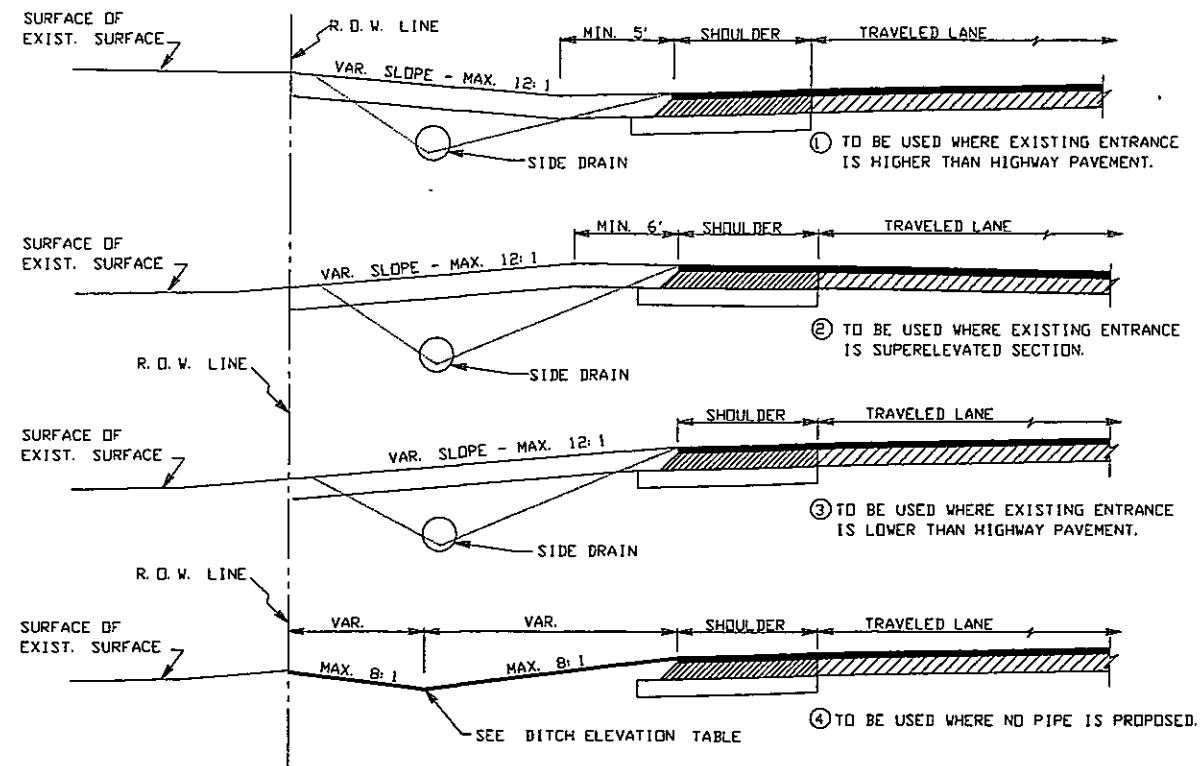 SURFACE OF
EXIST. SURFACE
R.O.W. LINE
MIN. 5'
SHOULDER
TRAVELED LANE
VAR. SLOPE - MAX. 12:1
SIDE DRAIN
① TO BE USED WHERE EXISTING ENTRANCE
IS HIGHER THAN HIGHWAY PAVEMENT.
SURFACE OF
EXIST. SURFACE
MIN. 6'
SHOULDER
TRAVELED LANE
VAR. SLOPE - MAX. 12:1
SIDE DRAIN
② TO BE USED WHERE EXISTING ENTRANCE
IS SUPERELEVATED SECTION.
R.O.W. LINE
SURFACE OF
EXIST. SURFACE
SHOULDER
TRAVELED LANE
VAR. SLOPE - MAX. 12:1
SIDE DRAIN
③ TO BE USED WHERE EXISTING ENTRANCE
IS LOWER THAN HIGHWAY PAVEMENT.
R.O.W. LINE
SURFACE OF
EXIST. SURFACE
VAR.
VAR.
SHOULDER
TRAVELED LANE
MAX. 8:1
MAX. 8:1
SEE DITCH ELEVATION TABLE
④ TO BE USED WHERE NO PIPE IS PROPOSED.